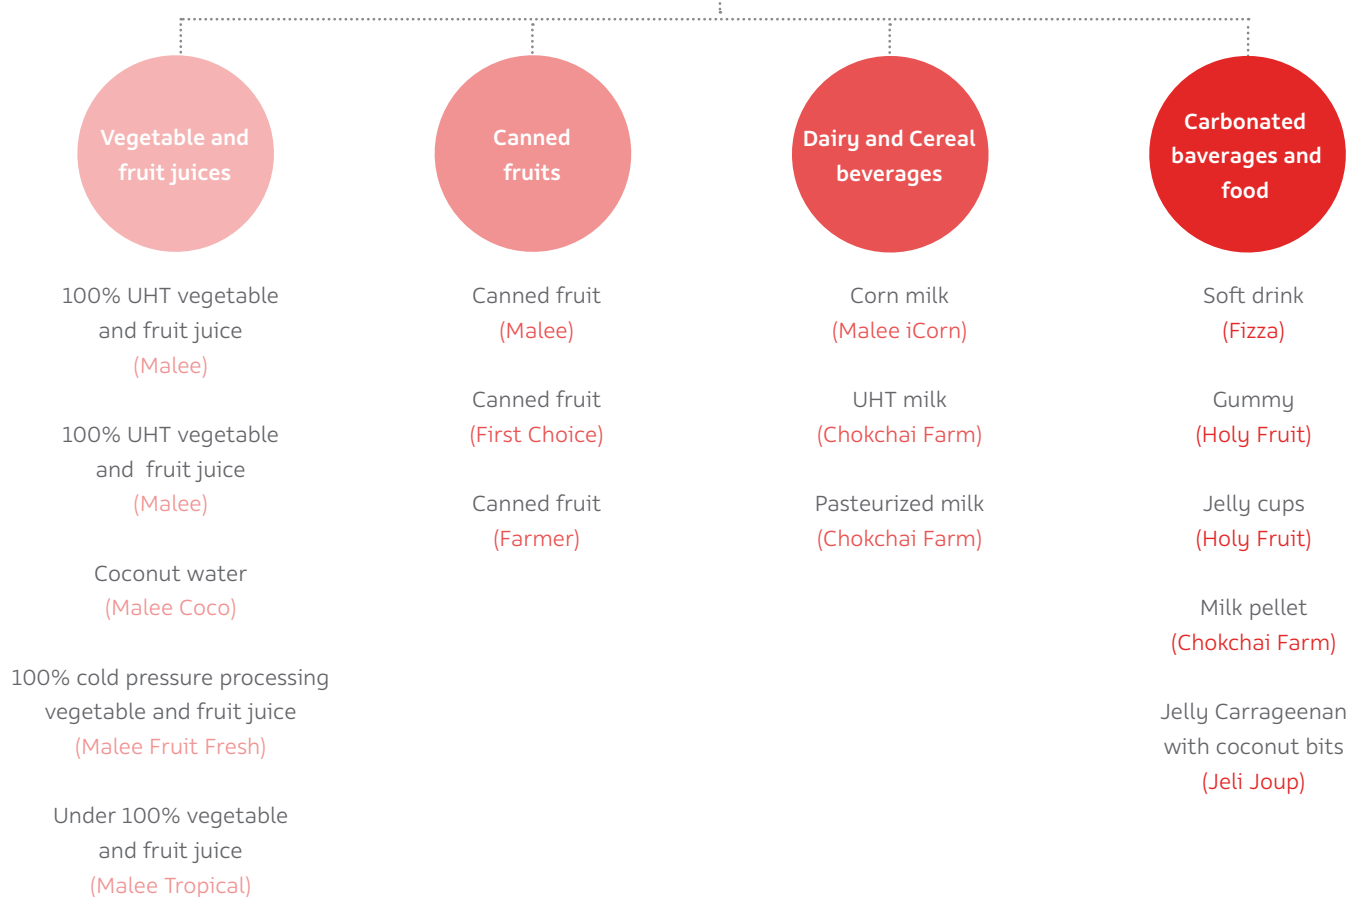 Vegetable and
fruit juices
100% UHT vegetable
and fruit juice
(Malee)
100% UHT vegetable
and fruit juice
(Malee)
Coconut water
(Malee Coco)
100% cold pressure processing
vegetable and fruit juice
(Malee Fruit Fresh)
Under 100% vegetable
and fruit juice
(Malee Tropical)
Canned
fruits
Canned fruit
(Malee)
Canned fruit
(First Choice)
Canned fruit
(Farmer)
Dairy and Cereal
beverages
Corn milk
(Malee iCorn)
UHT milk
(Chokchai Farm)
Pasteurized milk
(Chokchai Farm)
Carbonated
baverages and
food
Soft drink
(Fizza)
Gummy
(Holy Fruit)
Jelly cups
(Holy Fruit)
Milk pellet
(Chokchai Farm)
Jelly Carrageenan
with coconut bits
(Jeli Joup)